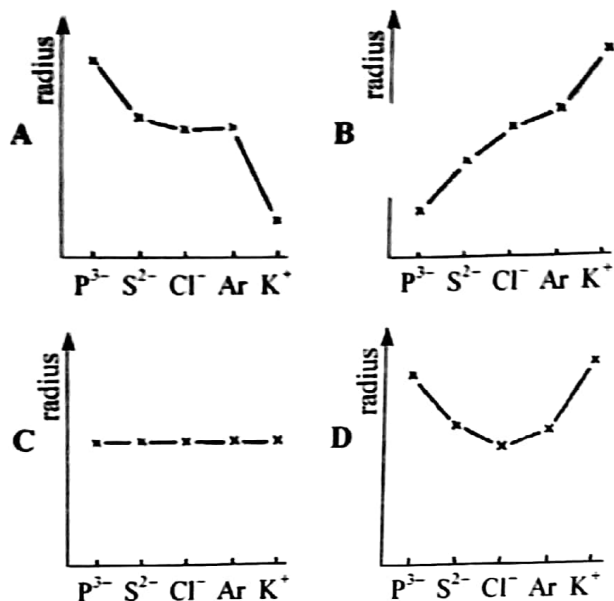 A radius
P³⁻ S²⁻ Cl⁻ Ar K⁺
B radius
P³⁻ S²⁻ Cl⁻ Ar K⁺
C radius
P³⁻ S²⁻ Cl⁻ Ar K⁺
D radius
P³⁻ S²⁻ Cl⁻ Ar K⁺